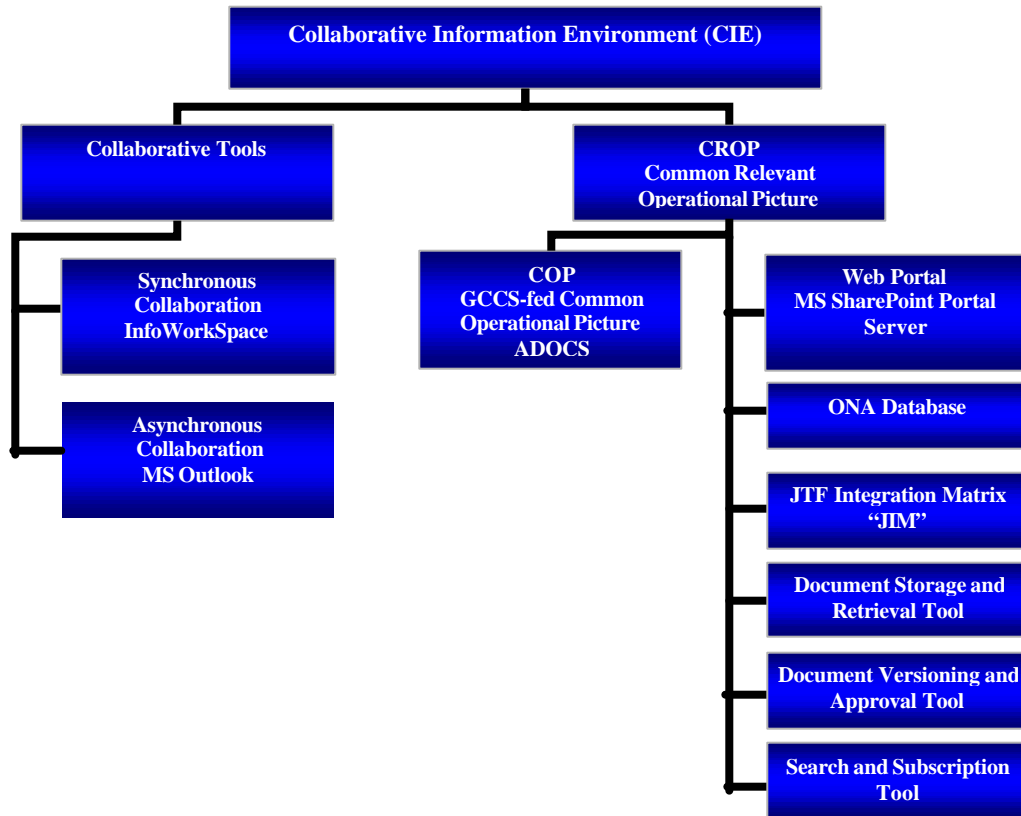 Collaborative Information Environment (CIE)
Collaborative Tools
Synchronous
Collaboration
InfoWorkSpace
Asynchronous
Collaboration
MS Outlook
CROP
Common Relevant
Operational Picture
COP
GCCS-fed Common
Operational Picture
ADOCS
Web Portal
MS SharePoint Portal
Server
ONA Database
JTF Integration Matrix
“JIM”
Document Storage and
Retrieval Tool
Document Versioning and
Approval Tool
Search and Subscription
Tool